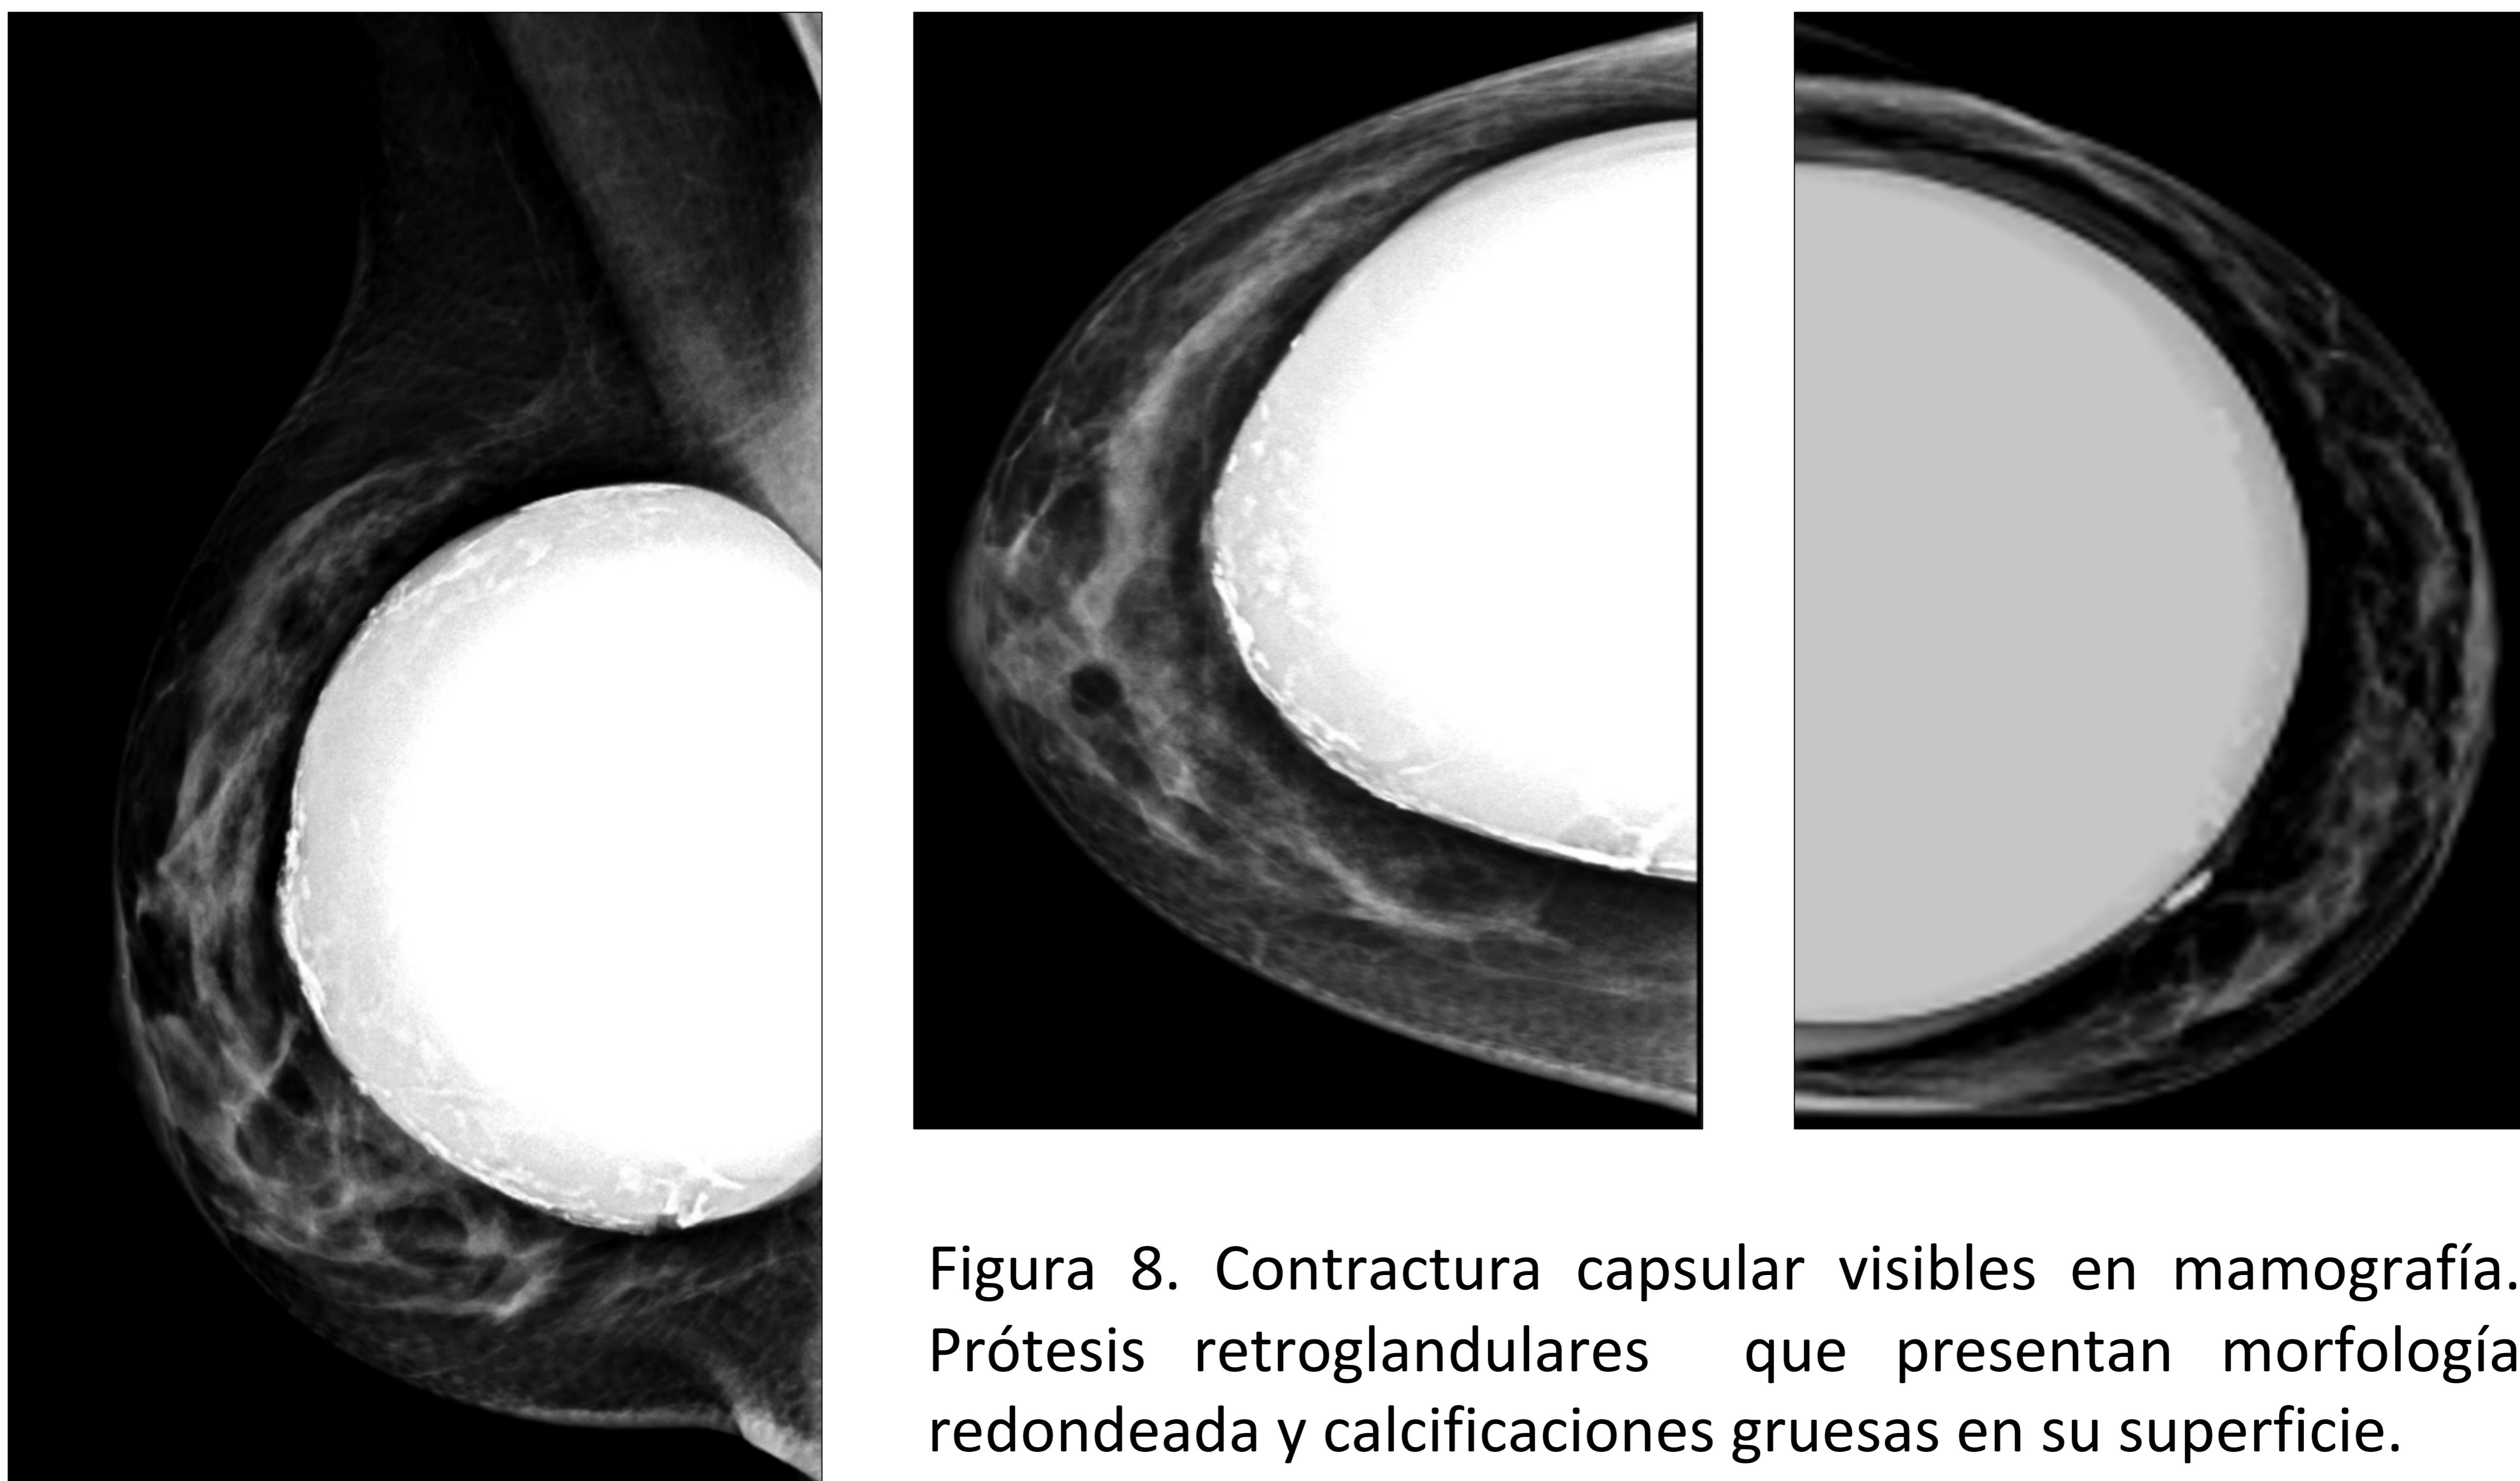 Figura 8. Contractura capsular visibles en mamografía.
Prótesis retroglandulares que presentan morfología
redondeada y calcificaciones gruesas en su superficie.